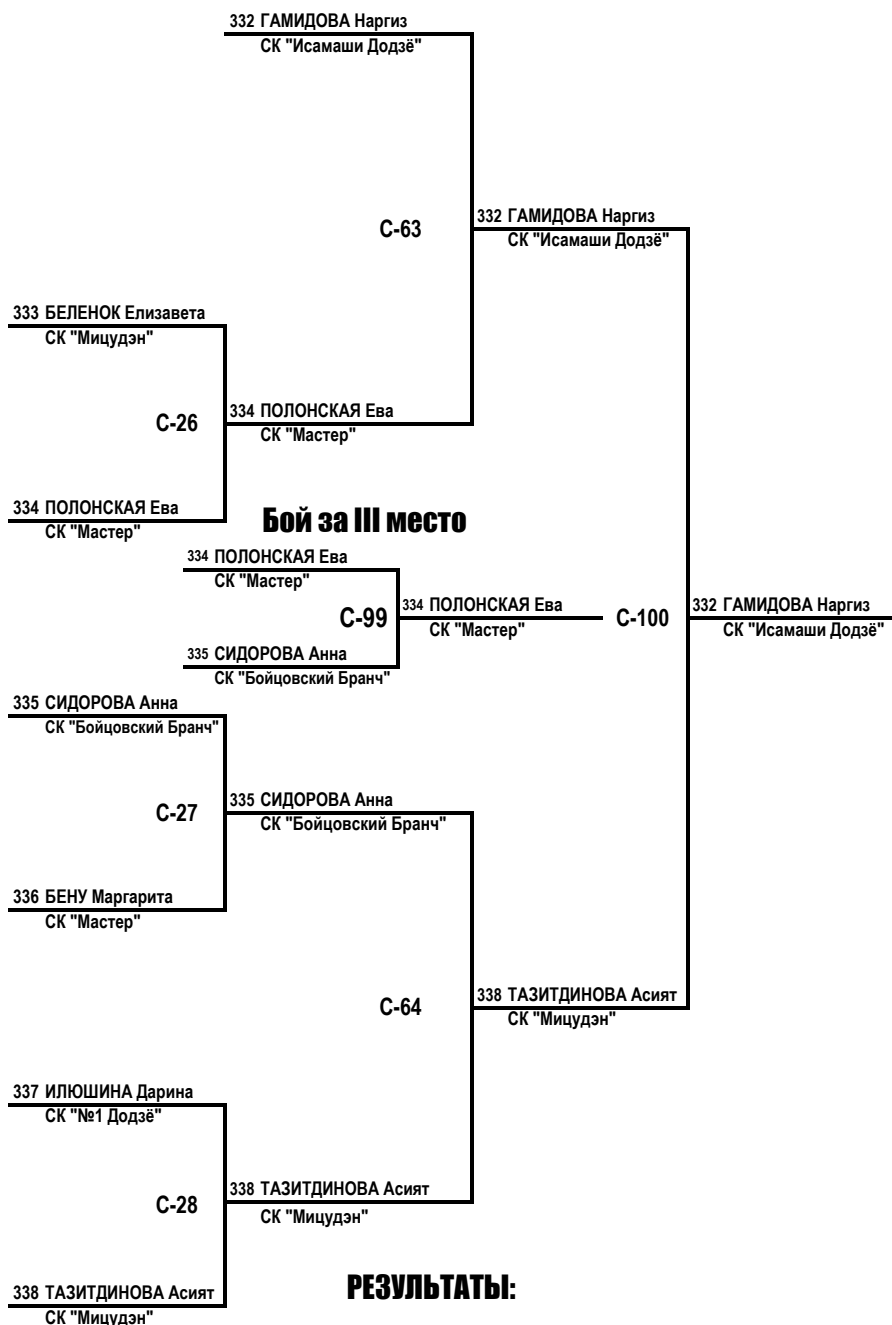 332 ГАМИДОВА Наргиз
СК "Исамаши Додзё"
С-63
332 ГАМИДОВА Наргиз
СК "Исамаши Додзё"
333 БЕЛЕНОК Елизавета
СК "Мицудэн"
С-26
334 ПОЛОНСКАЯ Ева
СК "Мастер"
334 ПОЛОНСКАЯ Ева
СК "Мастер"
Бой за III место
334 ПОЛОНСКАЯ Ева
СК "Мастер"
С-99
334 ПОЛОНСКАЯ Ева
СК "Мастер"
С-100
332 ГАМИДОВА Наргиз
СК "Исамаши Додзё"
335 СИДОРОВА Анна
СК "Бойцовский Бранч"
335 СИДОРОВА Анна
СК "Бойцовский Бранч"
С-27
335 СИДОРОВА Анна
СК "Бойцовский Бранч"
336 БЕНУ Маргарита
СК "Мастер"
С-64
338 ТАЗИТДИНОВА Асият
СК "Мицудэн"
337 ИЛЮШИНА Дарина
СК "№1 Додзё"
С-28
338 ТАЗИТДИНОВА Асият
СК "Мицудэн"
338 ТАЗИТДИНОВА Асият
СК "Мицудэн"
РЕЗУЛЬТАТЫ: